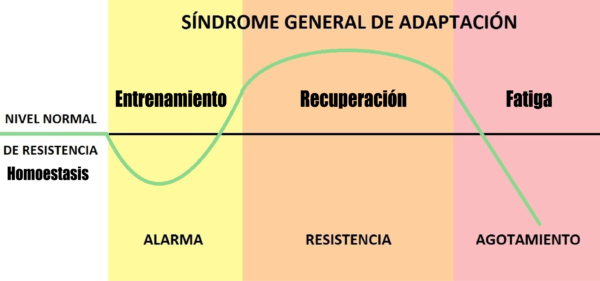 SÍNDROME GENERAL DE ADAPTACIÓN
Entrenamiento
Recuperación
Fatiga
NIVEL NORMAL
DE RESISTENCIA
Homoestasis
ALARMA
RESISTENCIA
AGOTAMIENTO